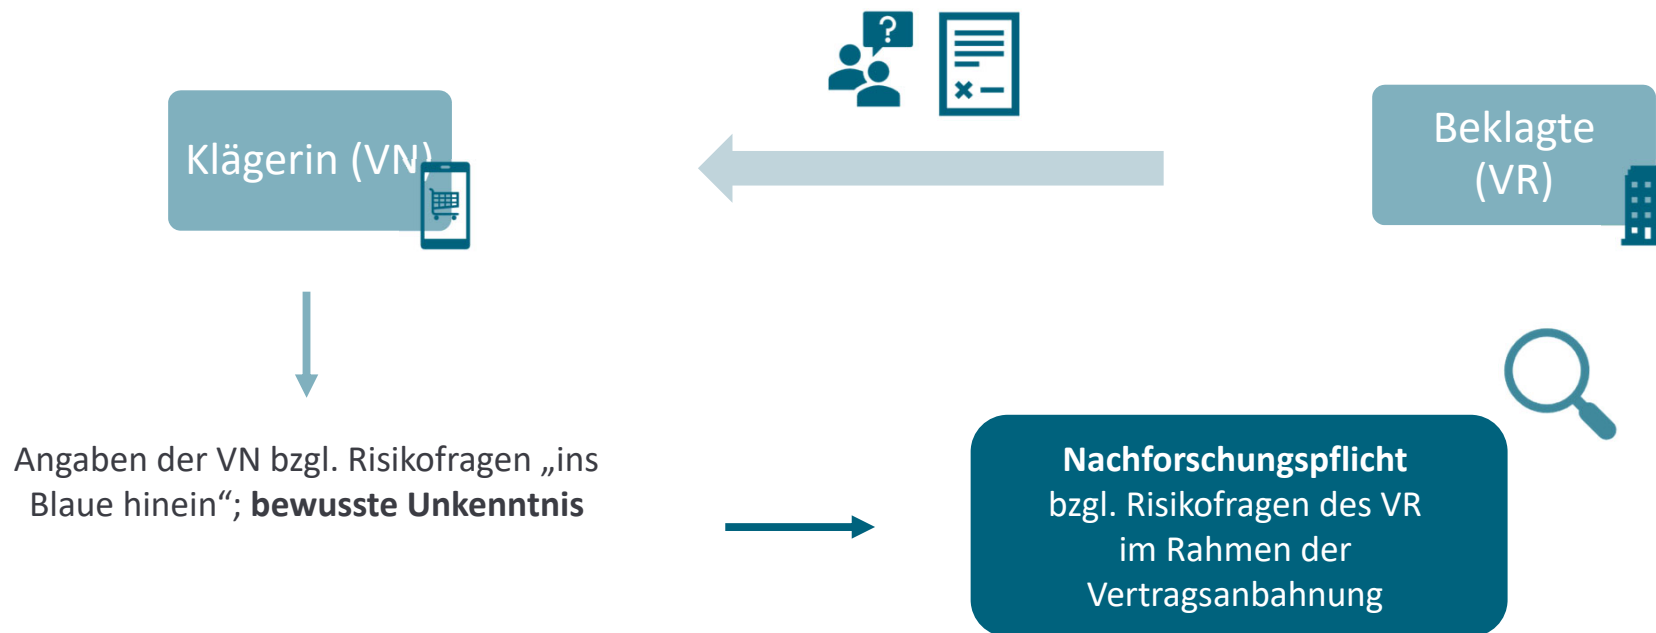 ?
Klägerin (VN)
Beklagte
(VR)
Angaben der VN bzgl. Risikofragen „ins
Blaue hinein“; bewusste Unkenntnis
Nachforschungspflicht
bzgl. Risikofragen des VR
im Rahmen der
Vertragsanbahnung